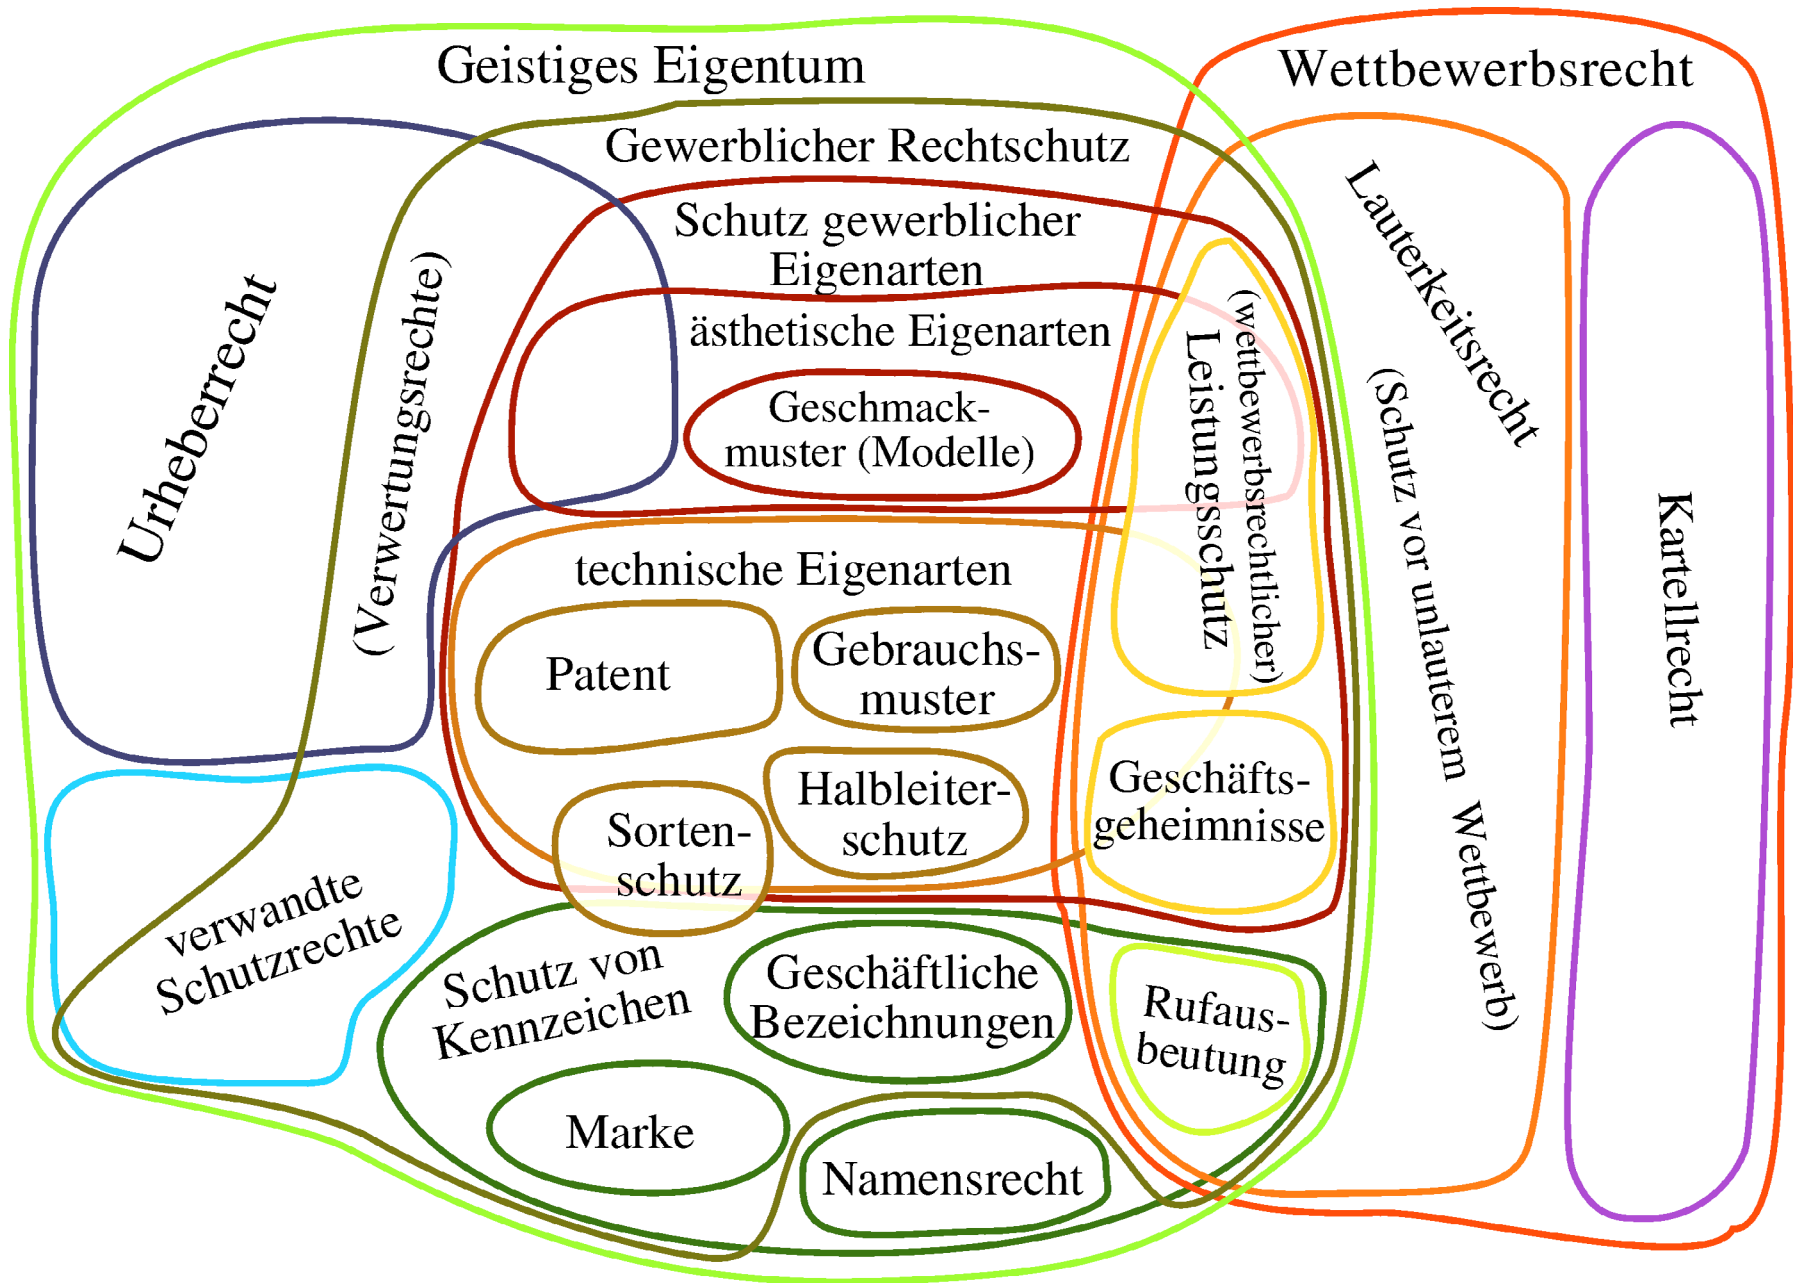 Geistiges Eigentum
Wettbewerbsrecht
Gewerblicher Rechtschutz
Schutz gewerblicher
Eigenarten
ästhetische Eigenarten
Geschmack-
muster (Modelle)
Urheberrecht
(Verwertungsrechte)
technische Eigenarten
Patent
Gebrauchs-
muster
Halbleiter-
schutz
Sorten-
schutz
(wettbewerbsrechtlicher)
Leistungsschutz
Geschäfts-
geheimnisse
Lauterkeitsrecht
(Schutz vor unlauterem Wettbewerb)
Kartellrecht
verwandte
Schutzrechte
Schutz von
Kennzeichen
Geschäftliche
Bezeichnungen
Rufaus-
beutung
Marke
Namensrecht